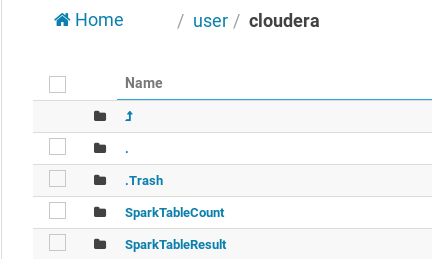 Home / user / cloudera
Name
.
.Trash
SparkTableCount
SparkTableResult